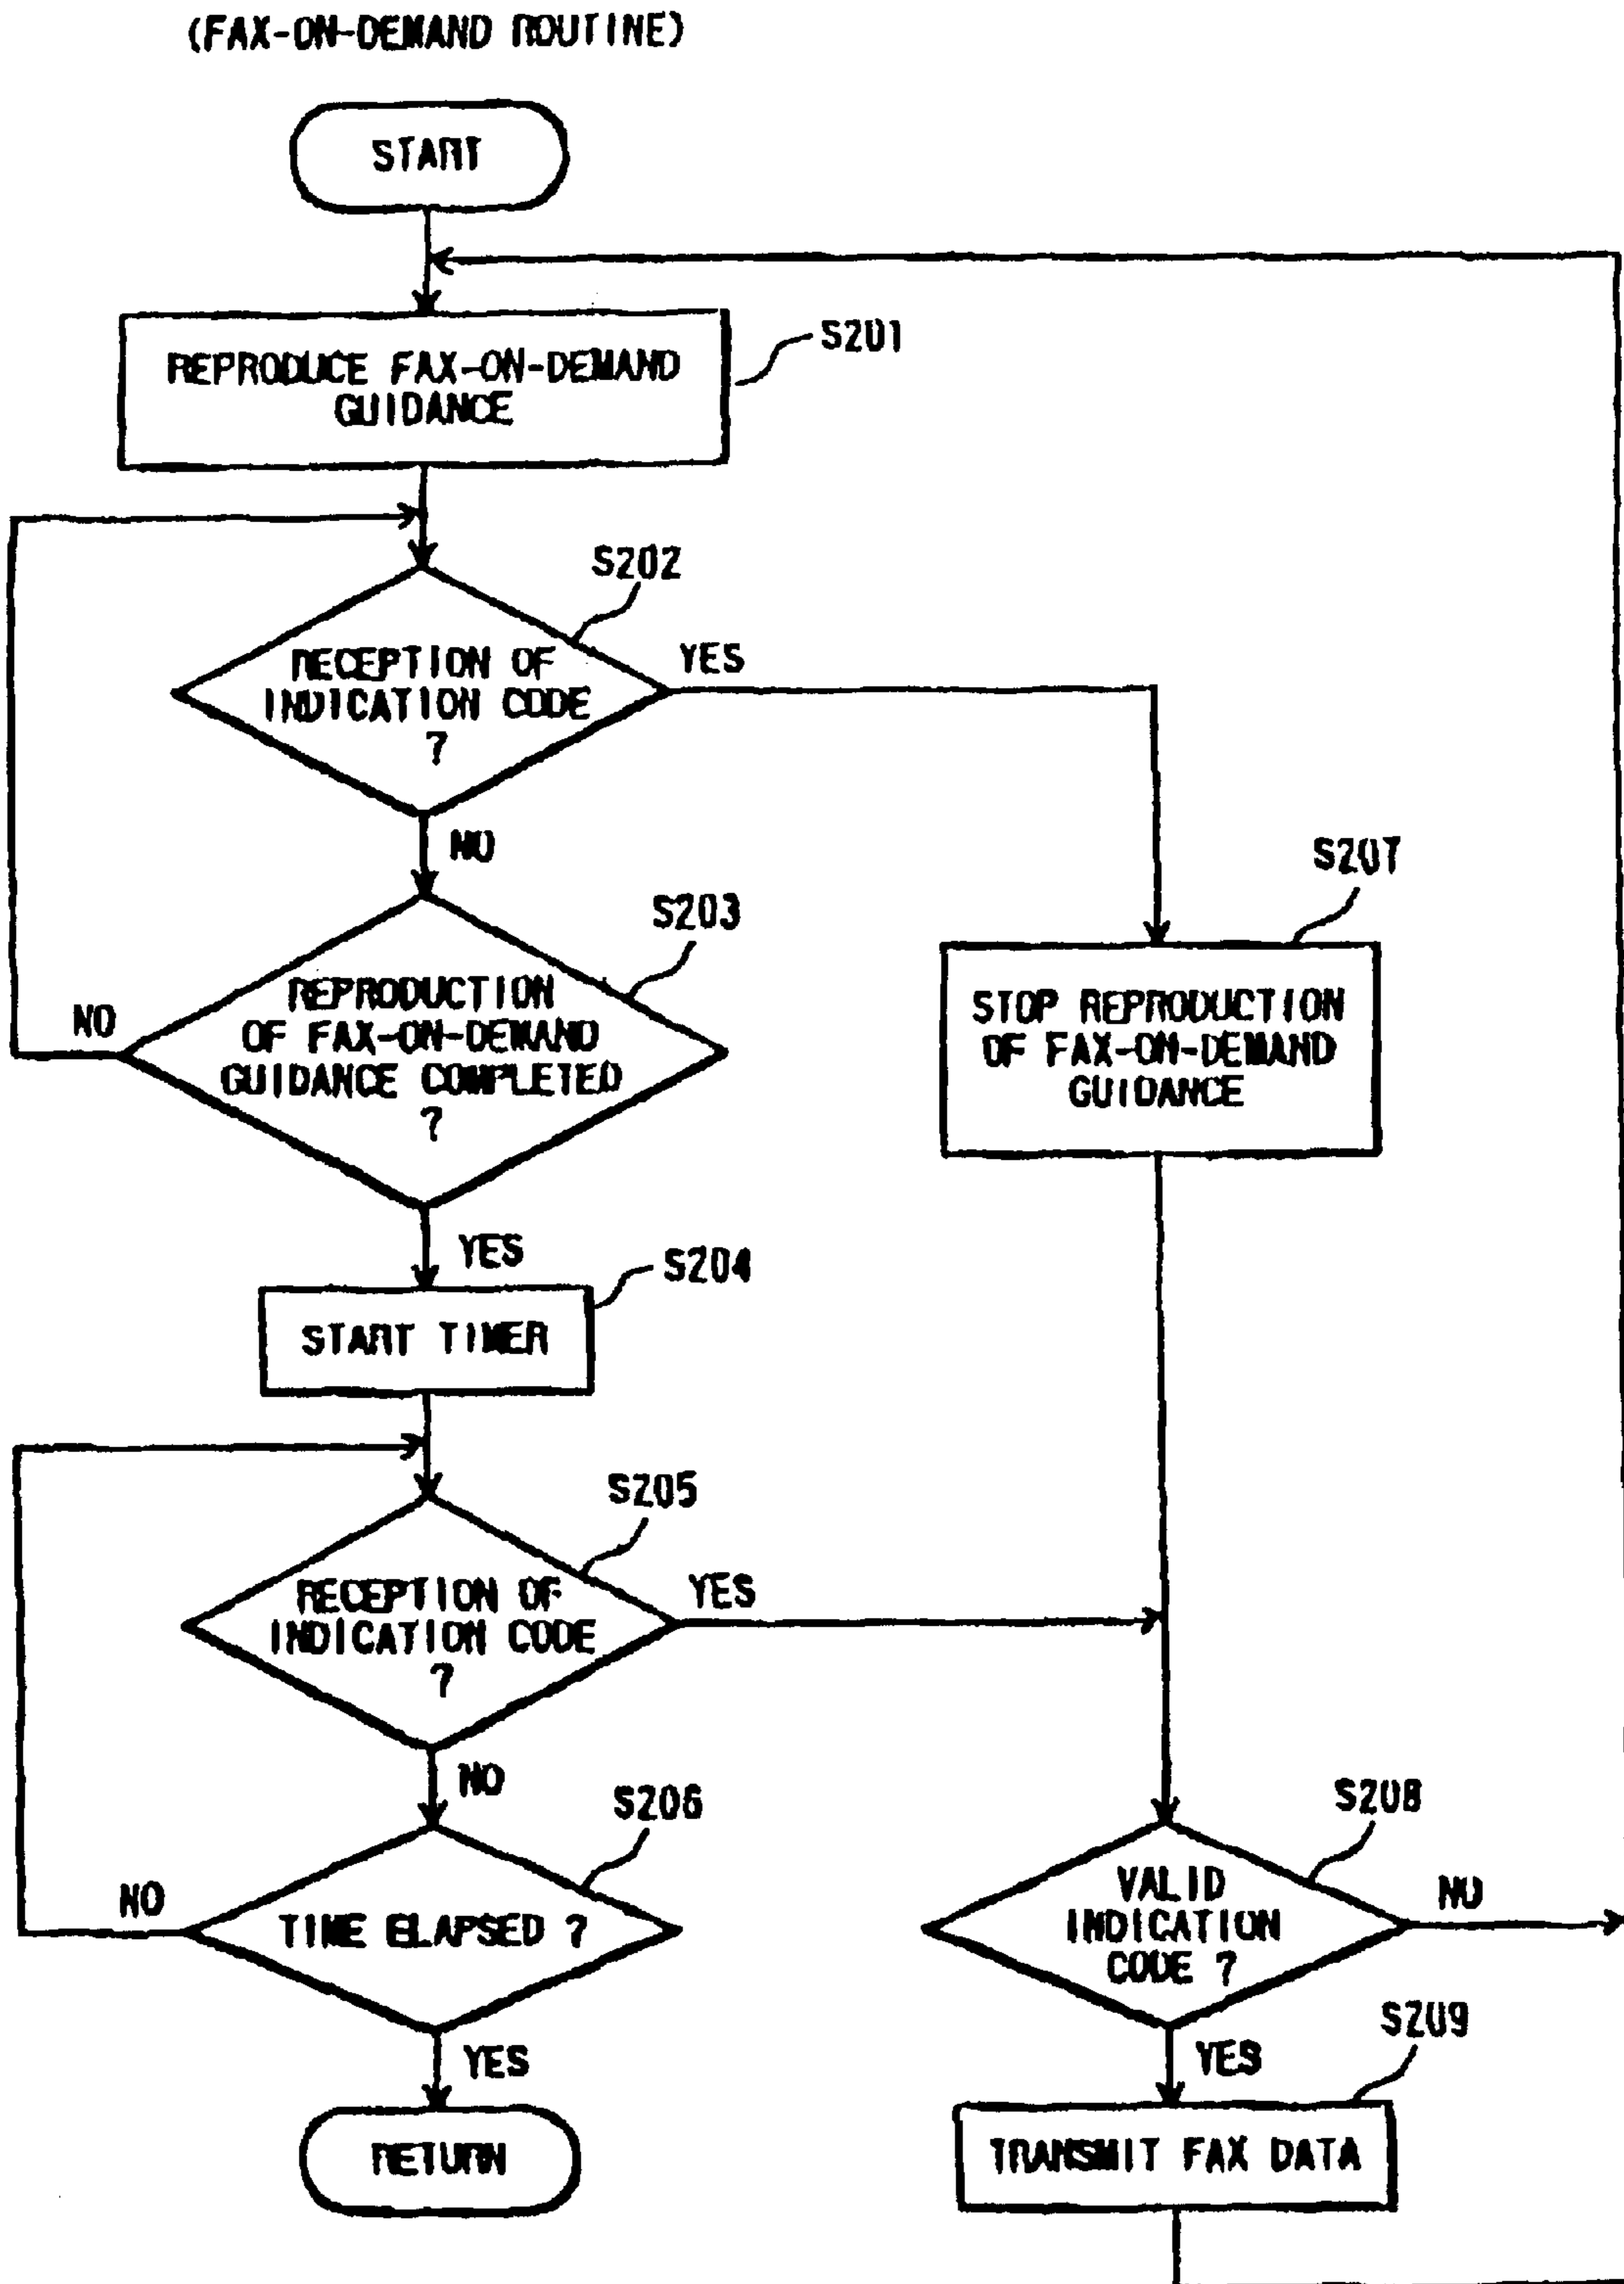 (FAX-ON-DEMAND ROUTINE)
START
REPRODUCE FAX-ON-DEMAND
GUIDANCE
S201
RECEPTION OF
INDICATION CODE
?
S202
YES
NO
REPRODUCTION
OF FAX-ON-DEMAND
GUIDANCE COMPLETED
?
S203
NO
YES
START TIMER
S204
RECEPTION OF
INDICATION CODE
?
S205
YES
NO
TIME ELAPSED ?
S206
NO
YES
RETURN
S207
STOP REPRODUCTION
OF FAX-ON-DEMAND
GUIDANCE
S208
VALID
INDICATION
CODE ?
NO
YES
S209
TRANSMIT FAX DATA